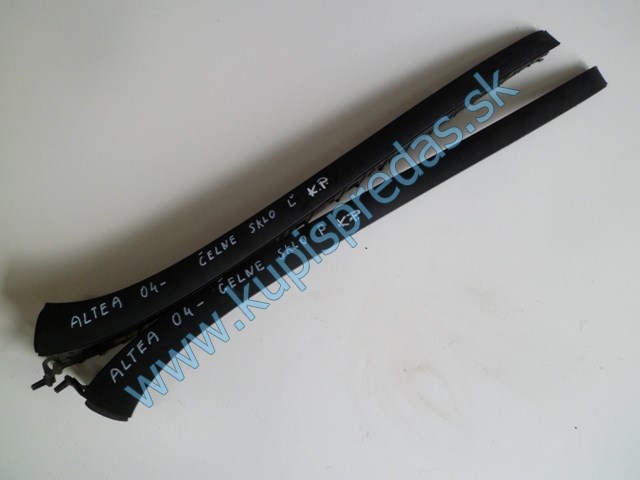 ALTEA 04- ČELNE SKLO Ľ K.P
ALTEA 04- ČELNE SKLO P K.P
www.kupispredas.sk